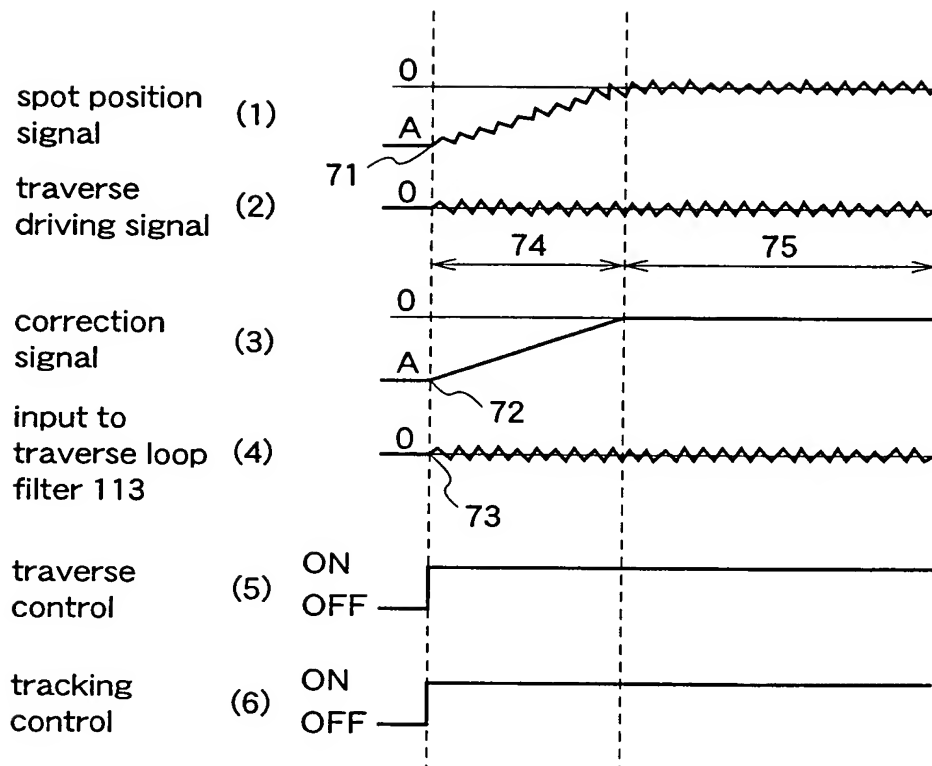 0
spot position
signal
(1)
A
71
traverse
driving signal
(2)
0
74
75
0
correction
signal
(3)
A
72
input to
traverse loop
filter 113
(4)
0
73
traverse
control
(5)
ON
OFF
tracking
control
(6)
ON
OFF